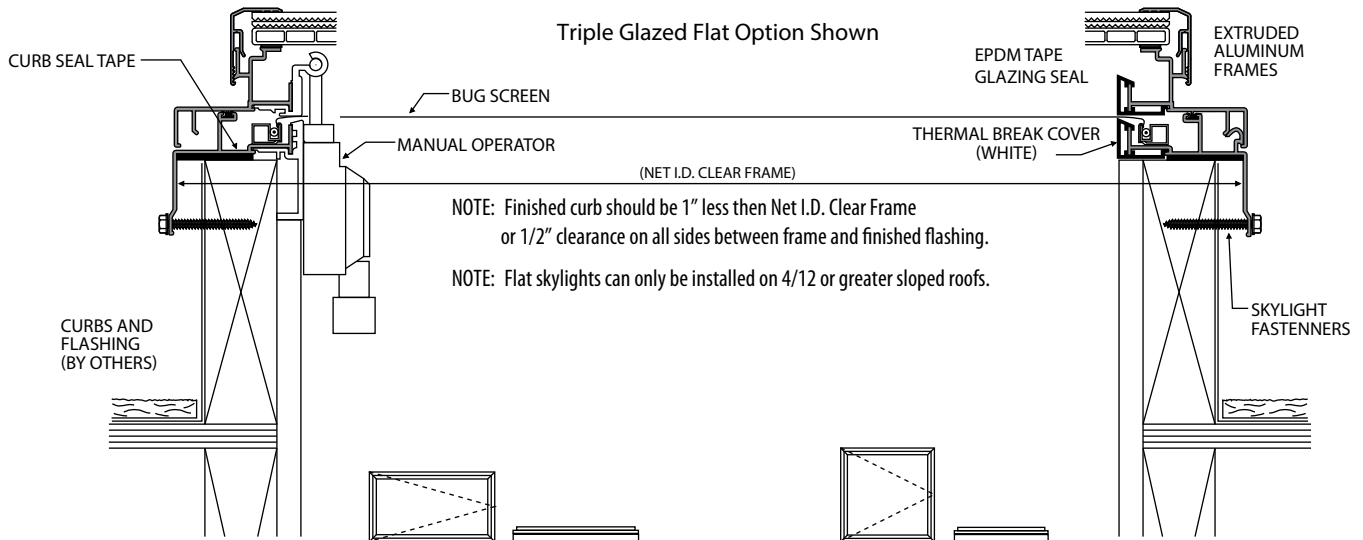 Triple Glazed Flat Option Shown
CURB SEAL TAPE
BUG SCREEN
MANUAL OPERATOR
EPDM TAPE
GLAZING SEAL
EXTRUDED
ALUMINUM
FRAMES
THERMAL BREAK COVER
(WHITE)
(NET I.D. CLEAR FRAME)
NOTE: Finished curb should be 1" less then Net I.D. Clear Frame
or 1/2" clearance on all sides between frame and finished flashing.
NOTE: Flat skylights can only be installed on 4/12 or greater sloped roofs.
CURBS AND
FLASHING
(BY OTHERS)
SKYLIGHT
FASTENNERS